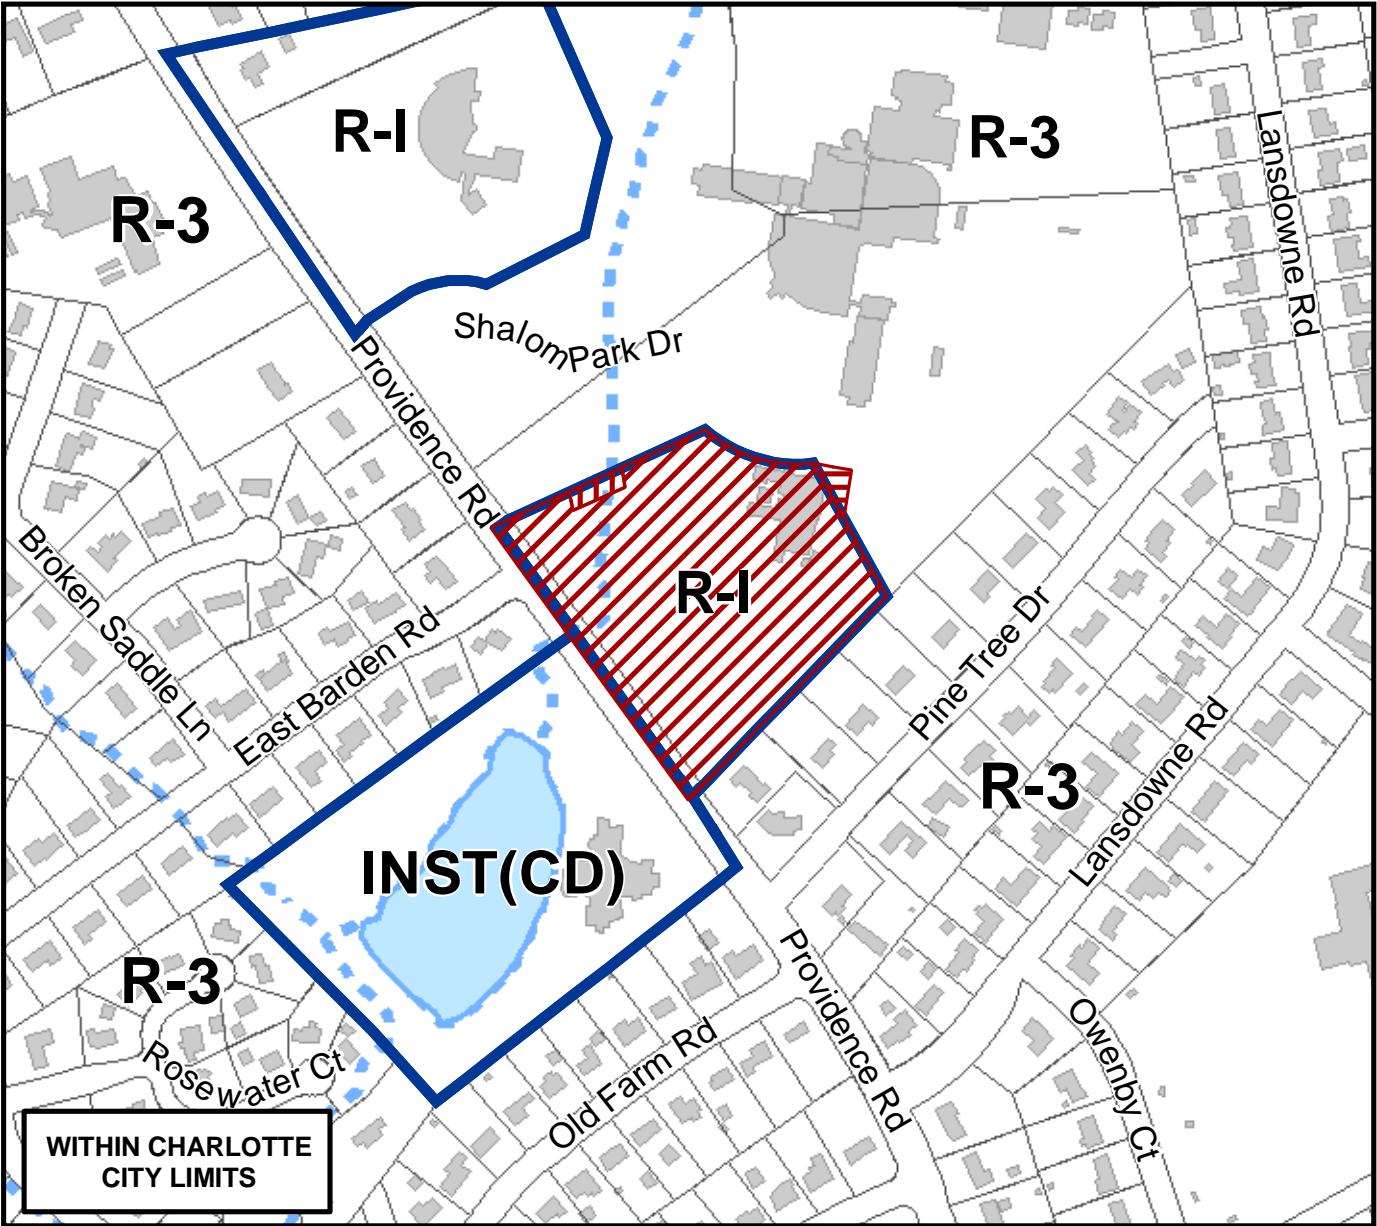 R-I
R-3
R-3
Lansdowne Rd
Shalom Park Dr
Providence Rd
Broken Saddle Ln
East Barden Rd
R-I
Pine Tree Dr
R-3
Lansdowne Rd
INST(CD)
R-3
Rosewater Ct
Old Farm Rd
Providence Rd
Owenby Ct
WITHIN CHARLOTTE
CITY LIMITS